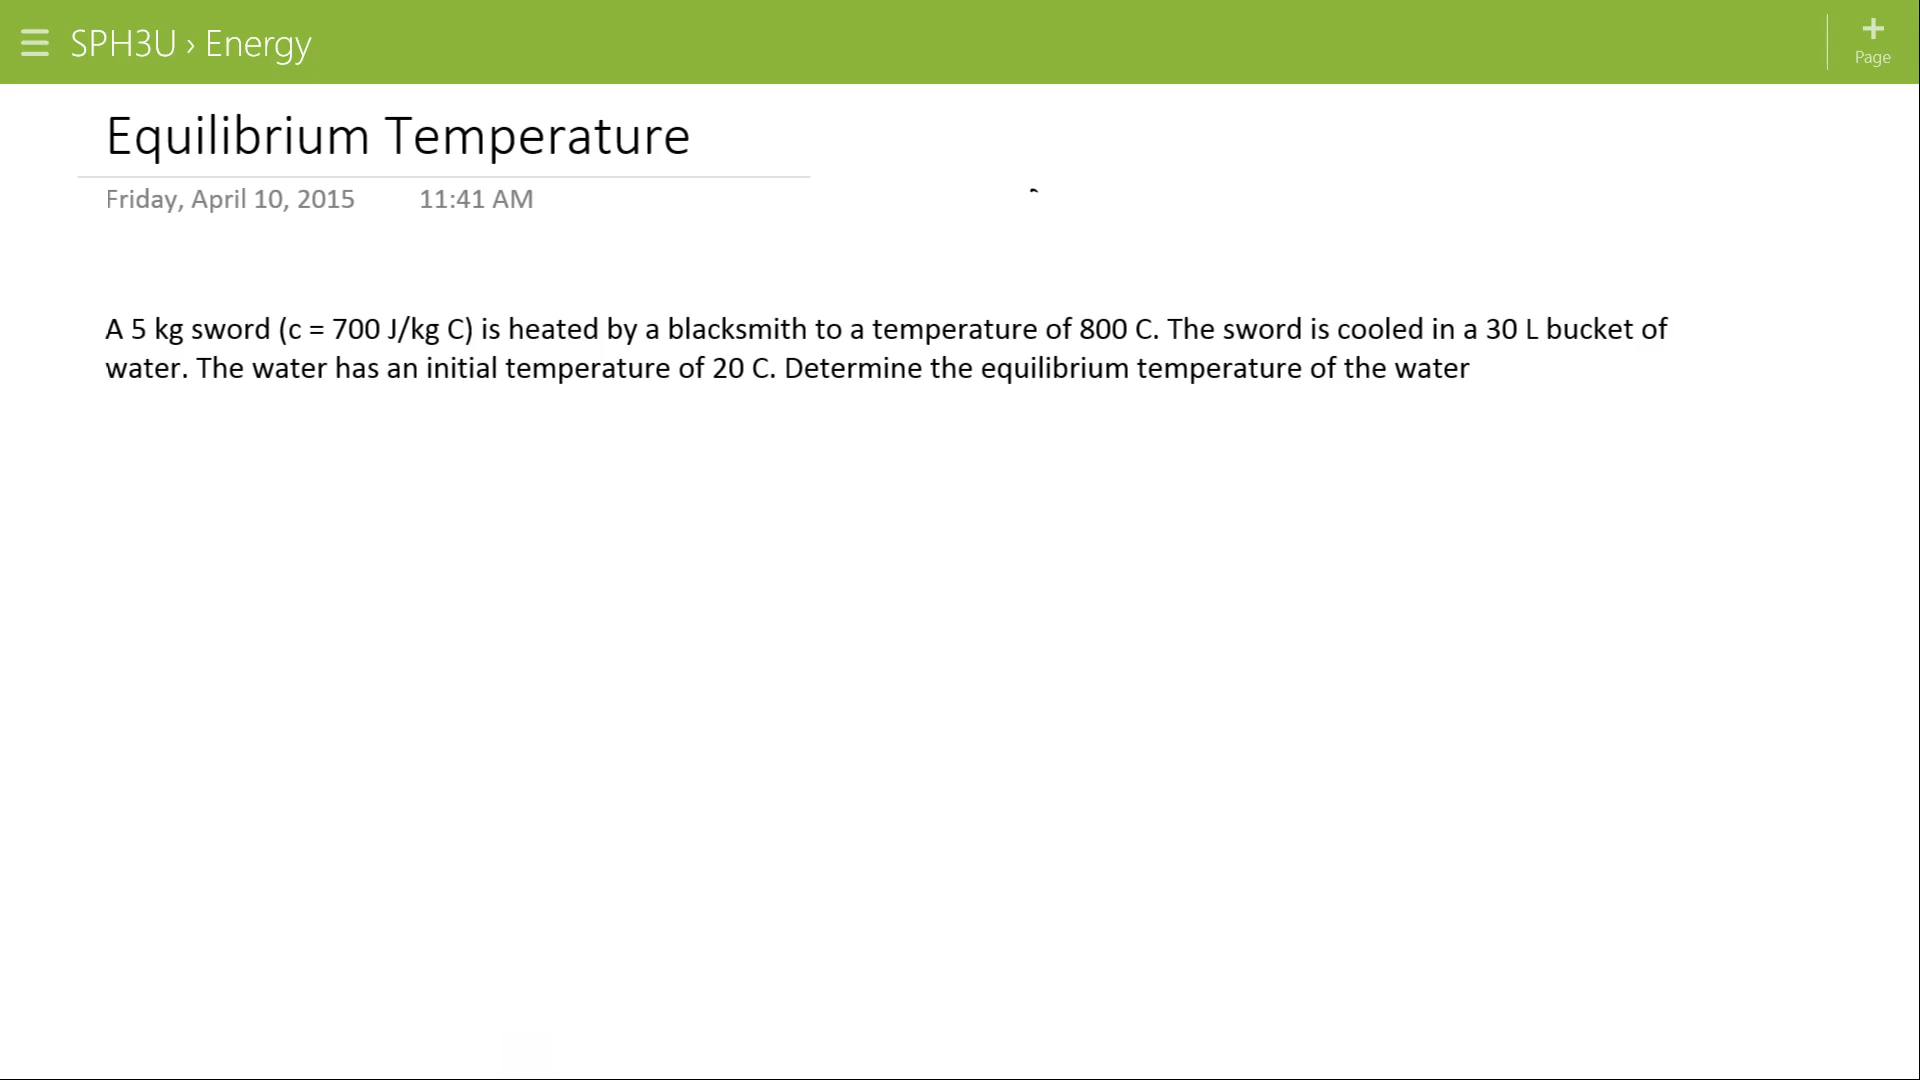 SPH3U › Energy
Page
Equilibrium Temperature
Friday, April 10, 2015 11:41 AM
A 5 kg sword (c = 700 J/kg C) is heated by a blacksmith to a temperature of 800 C. The sword is cooled in a 30 L bucket of
water. The water has an initial temperature of 20 C. Determine the equilibrium temperature of the water